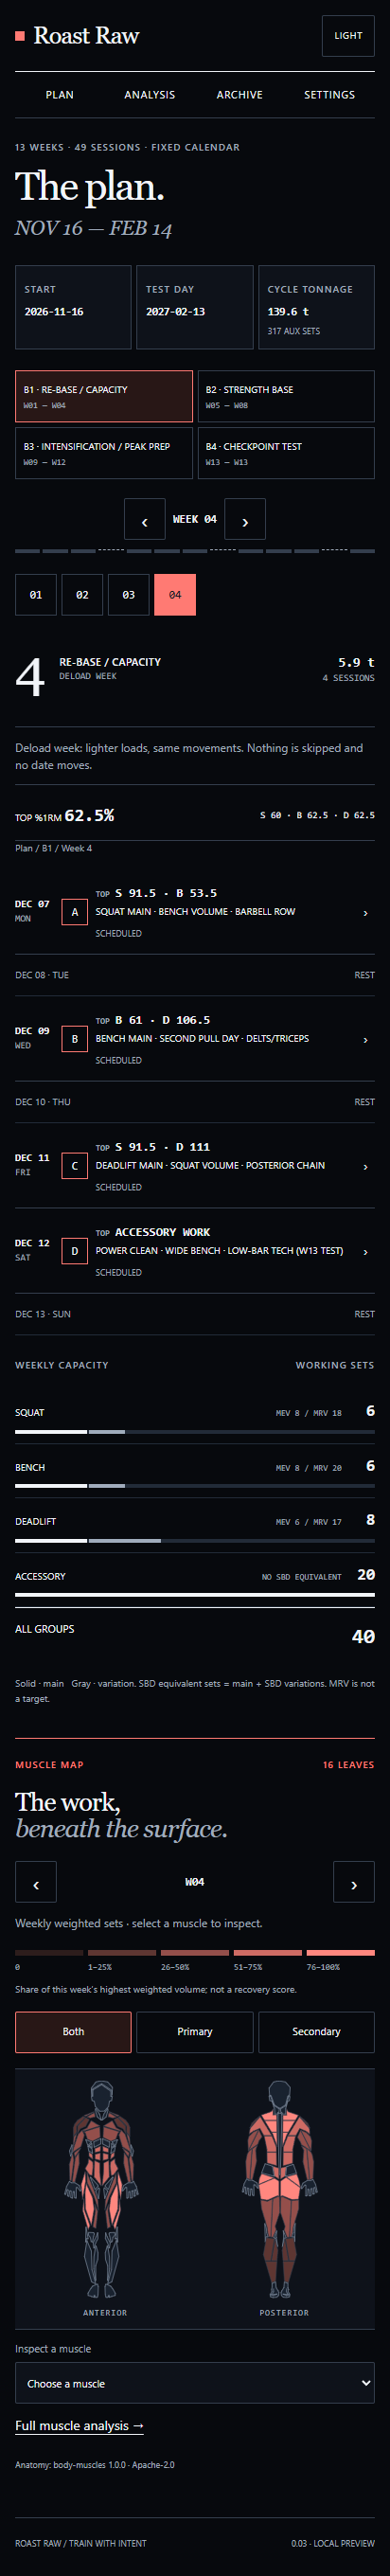 Roast Raw
LIGHT
PLAN ANALYSIS ARCHIVE SETTINGS
13 WEEKS · 49 SESSIONS · FIXED CALENDAR
The plan.
NOV 16 — FEB 14
START
2026-11-16
TEST DAY
2027-02-13
CYCLE TONNAGE
139.6 t
317 AUX SETS
B1 · RE-BASE / CAPACITY
W01 — W04
B2 · STRENGTH BASE
W05 — W08
B3 · INTENSIFICATION / PEAK PREP
W09 — W12
B4 · CHECKPOINT TEST
W13 — W13
‹ WEEK 04 ›
01 02 03 04
4
RE-BASE / CAPACITY
DELOAD WEEK
5.9 t
4 SESSIONS
Deload week: lighter loads, same movements. Nothing is skipped and
no date moves.
TOP %1RM 62.5%
S 60 · B 62.5 · D 62.5
Plan / B1 / Week 4
DEC 07
MON
A
TOP S 91.5 · B 53.5
SQUAT MAIN · BENCH VOLUME · BARBELL ROW
SCHEDULED
›
DEC 08 · TUE REST
DEC 09
WED
B
TOP B 61 · D 106.5
BENCH MAIN · SECOND PULL DAY · DELTS/TRICEPS
SCHEDULED
›
DEC 10 · THU REST
DEC 11
FRI
C
TOP S 91.5 · D 111
DEADLIFT MAIN · SQUAT VOLUME · POSTERIOR CHAIN
SCHEDULED
›
DEC 12
SAT
D
TOP ACCESSORY WORK
POWER CLEAN · WIDE BENCH · LOW-BAR TECH (W13 TEST)
SCHEDULED
›
DEC 13 · SUN REST
WEEKLY CAPACITY WORKING SETS
SQUAT MEV 8 / MRV 18 6
BENCH MEV 8 / MRV 20 6
DEADLIFT MEV 6 / MRV 17 8
ACCESSORY NO SBD EQUIVALENT 20
ALL GROUPS 40
Solid · main Gray · variation. SBD equivalent sets = main + SBD variations. MRV is not
a target.
MUSCLE MAP 16 LEAVES
The work,
beneath the surface.
‹ W04 ›
Weekly weighted sets · select a muscle to inspect.
0 1–25% 26–50% 51–75% 76–100%
Share of this week's highest weighted volume; not a recovery score.
Both Primary Secondary
ANTERIOR POSTERIOR
Inspect a muscle
Choose a muscle
Full muscle analysis →
Anatomy: body-muscles 1.0.0 · Apache-2.0
ROAST RAW / TRAIN WITH INTENT 0.03 · LOCAL PREVIEW